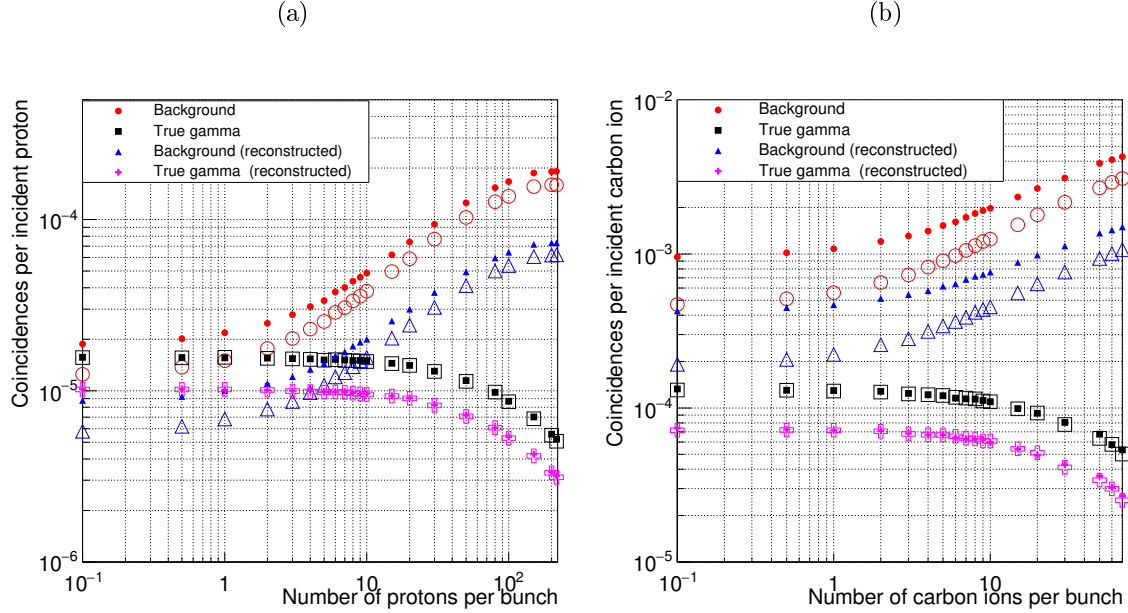 (a)
Coincidences per incident proton
Background
True gamma
Background (reconstructed)
True gamma (reconstructed)
10⁻⁴
10⁻⁵
10⁻⁶
10⁻¹
1
10
10²
Number of protons per bunch
(b)
Coincidences per incident carbon ion
Background
True gamma
Background (reconstructed)
True gamma (reconstructed)
10⁻²
10⁻³
10⁻⁴
10⁻⁵
10⁻¹
1
10
Number of carbon ions per bunch